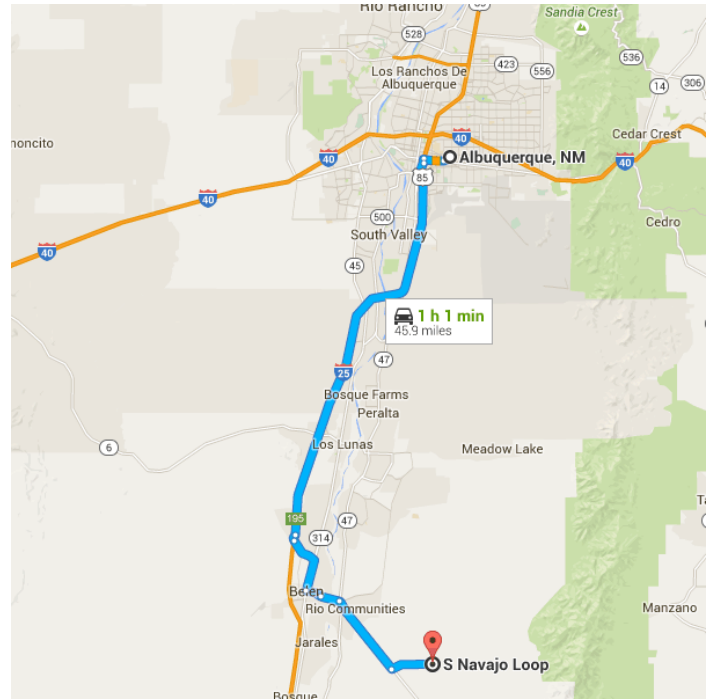 Rio Rancho
85
Sandia Crest
528
536
423
556
Los Ranchos De
Albuquerque
14
306
40
Cedar Crest
40
Albuquerque, NM
40
40
85
Cedro
500
South Valley
40
45
1 h 1 min
45.9 miles
47
25
Bosque Farms
Peralta
Los Lunas
6
Meadow Lake
195
314
47
Belen
Rio Communities
Manzano
Jarales
S Navajo Loop
Bosque